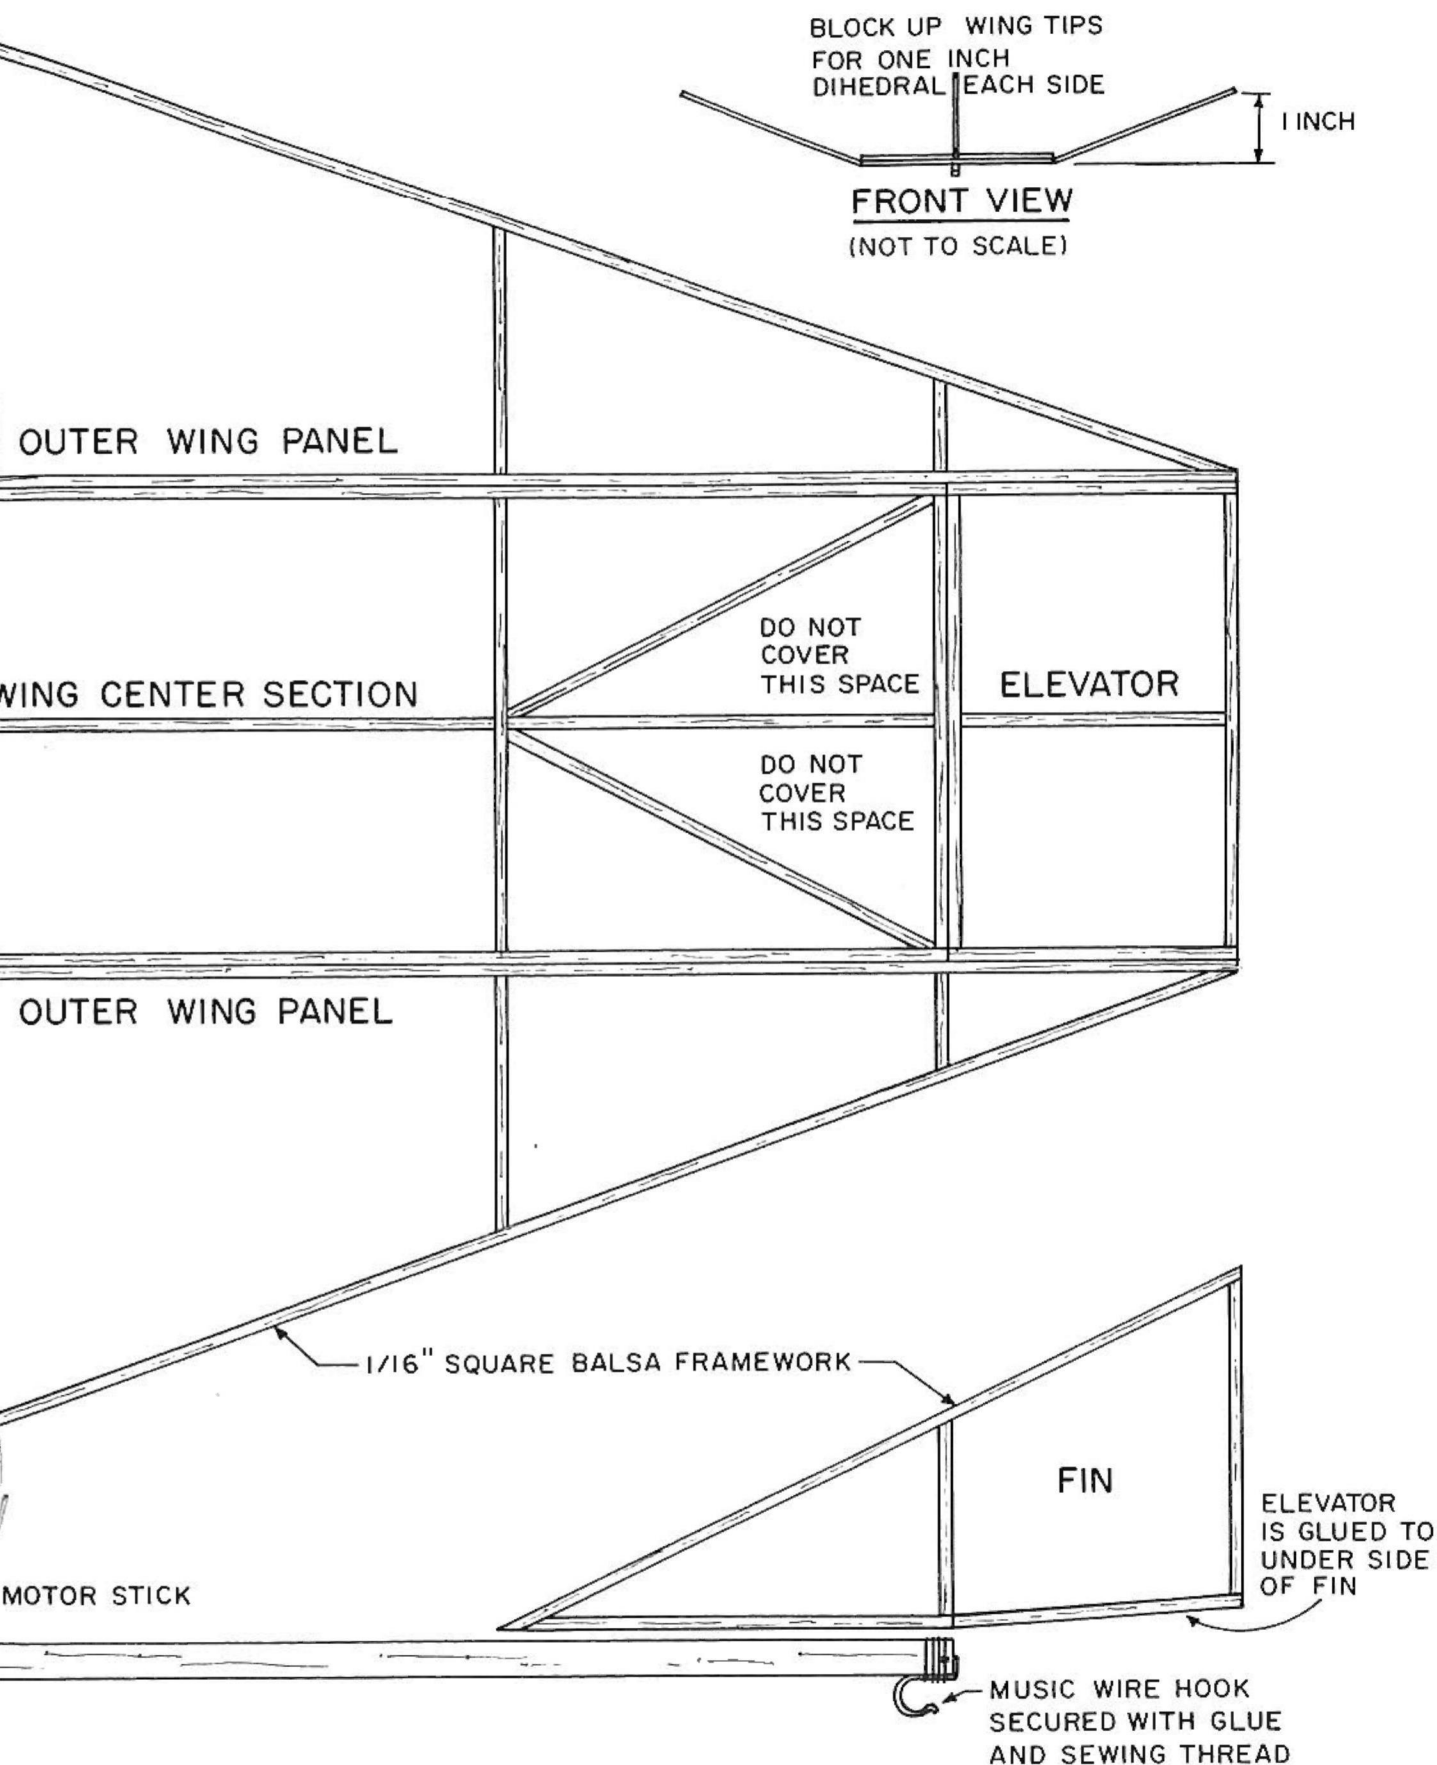 BLOCK UP WING TIPS
FOR ONE INCH
DIHEDRAL EACH SIDE
1 INCH
FRONT VIEW
(NOT TO SCALE)
OUTER WING PANEL
DO NOT
COVER
THIS SPACE
WING CENTER SECTION
ELEVATOR
DO NOT
COVER
THIS SPACE
OUTER WING PANEL
1/16" SQUARE BALSA FRAMEWORK
FIN
ELEVATOR
IS GLUED TO
UNDER SIDE
OF FIN
MOTOR STICK
MUSIC WIRE HOOK
SECURED WITH GLUE
AND SEWING THREAD